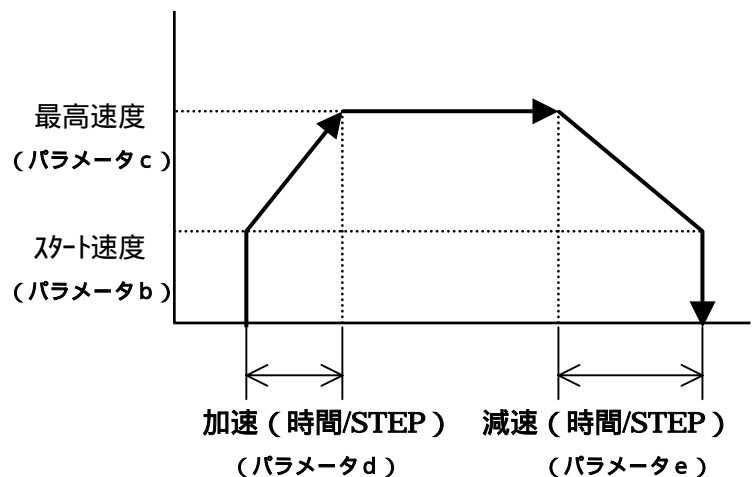 最高速度
(パラメータc)
ｽﾀｰﾄ速度
(パラメータb)
加速(時間/STEP) 減速(時間/STEP)
(パラメータd) (パラメータe)